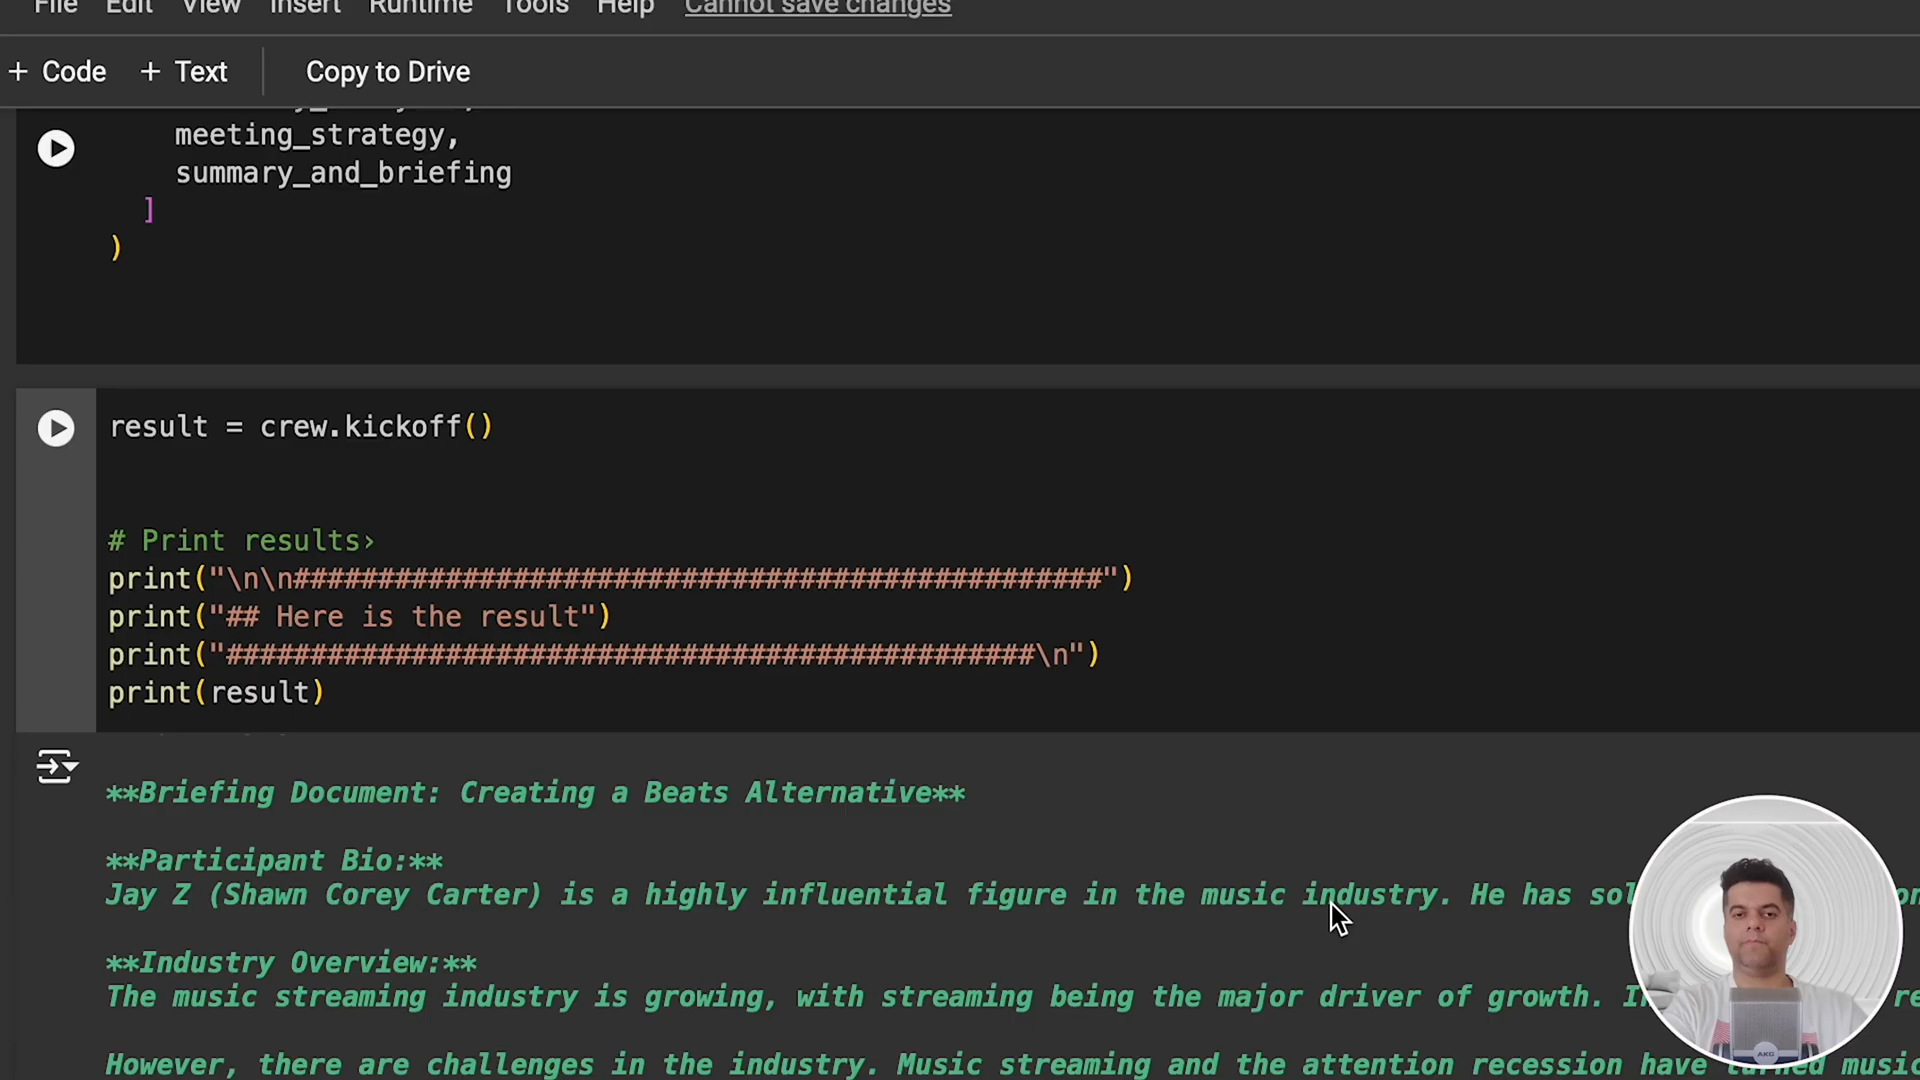 File Edit View Insert Runtime Tools Help Cannot save changes
+ Code + Text Copy to Drive
meeting_strategy,
summary_and_briefing
]
)
result = crew.kickoff()
# Print results›
print("\n\n################################################")
print("## Here is the result")
print("################################################\n")
print(result)
**Briefing Document: Creating a Beats Alternative**
**Participant Bio:**
Jay Z (Shawn Corey Carter) is a highly influential figure in the music industry. He has
**Industry Overview:**
The music streaming industry is growing, with streaming being the major driver of growth.
However, there are challenges in the industry. Music streaming and the attention recession have turned
AKG